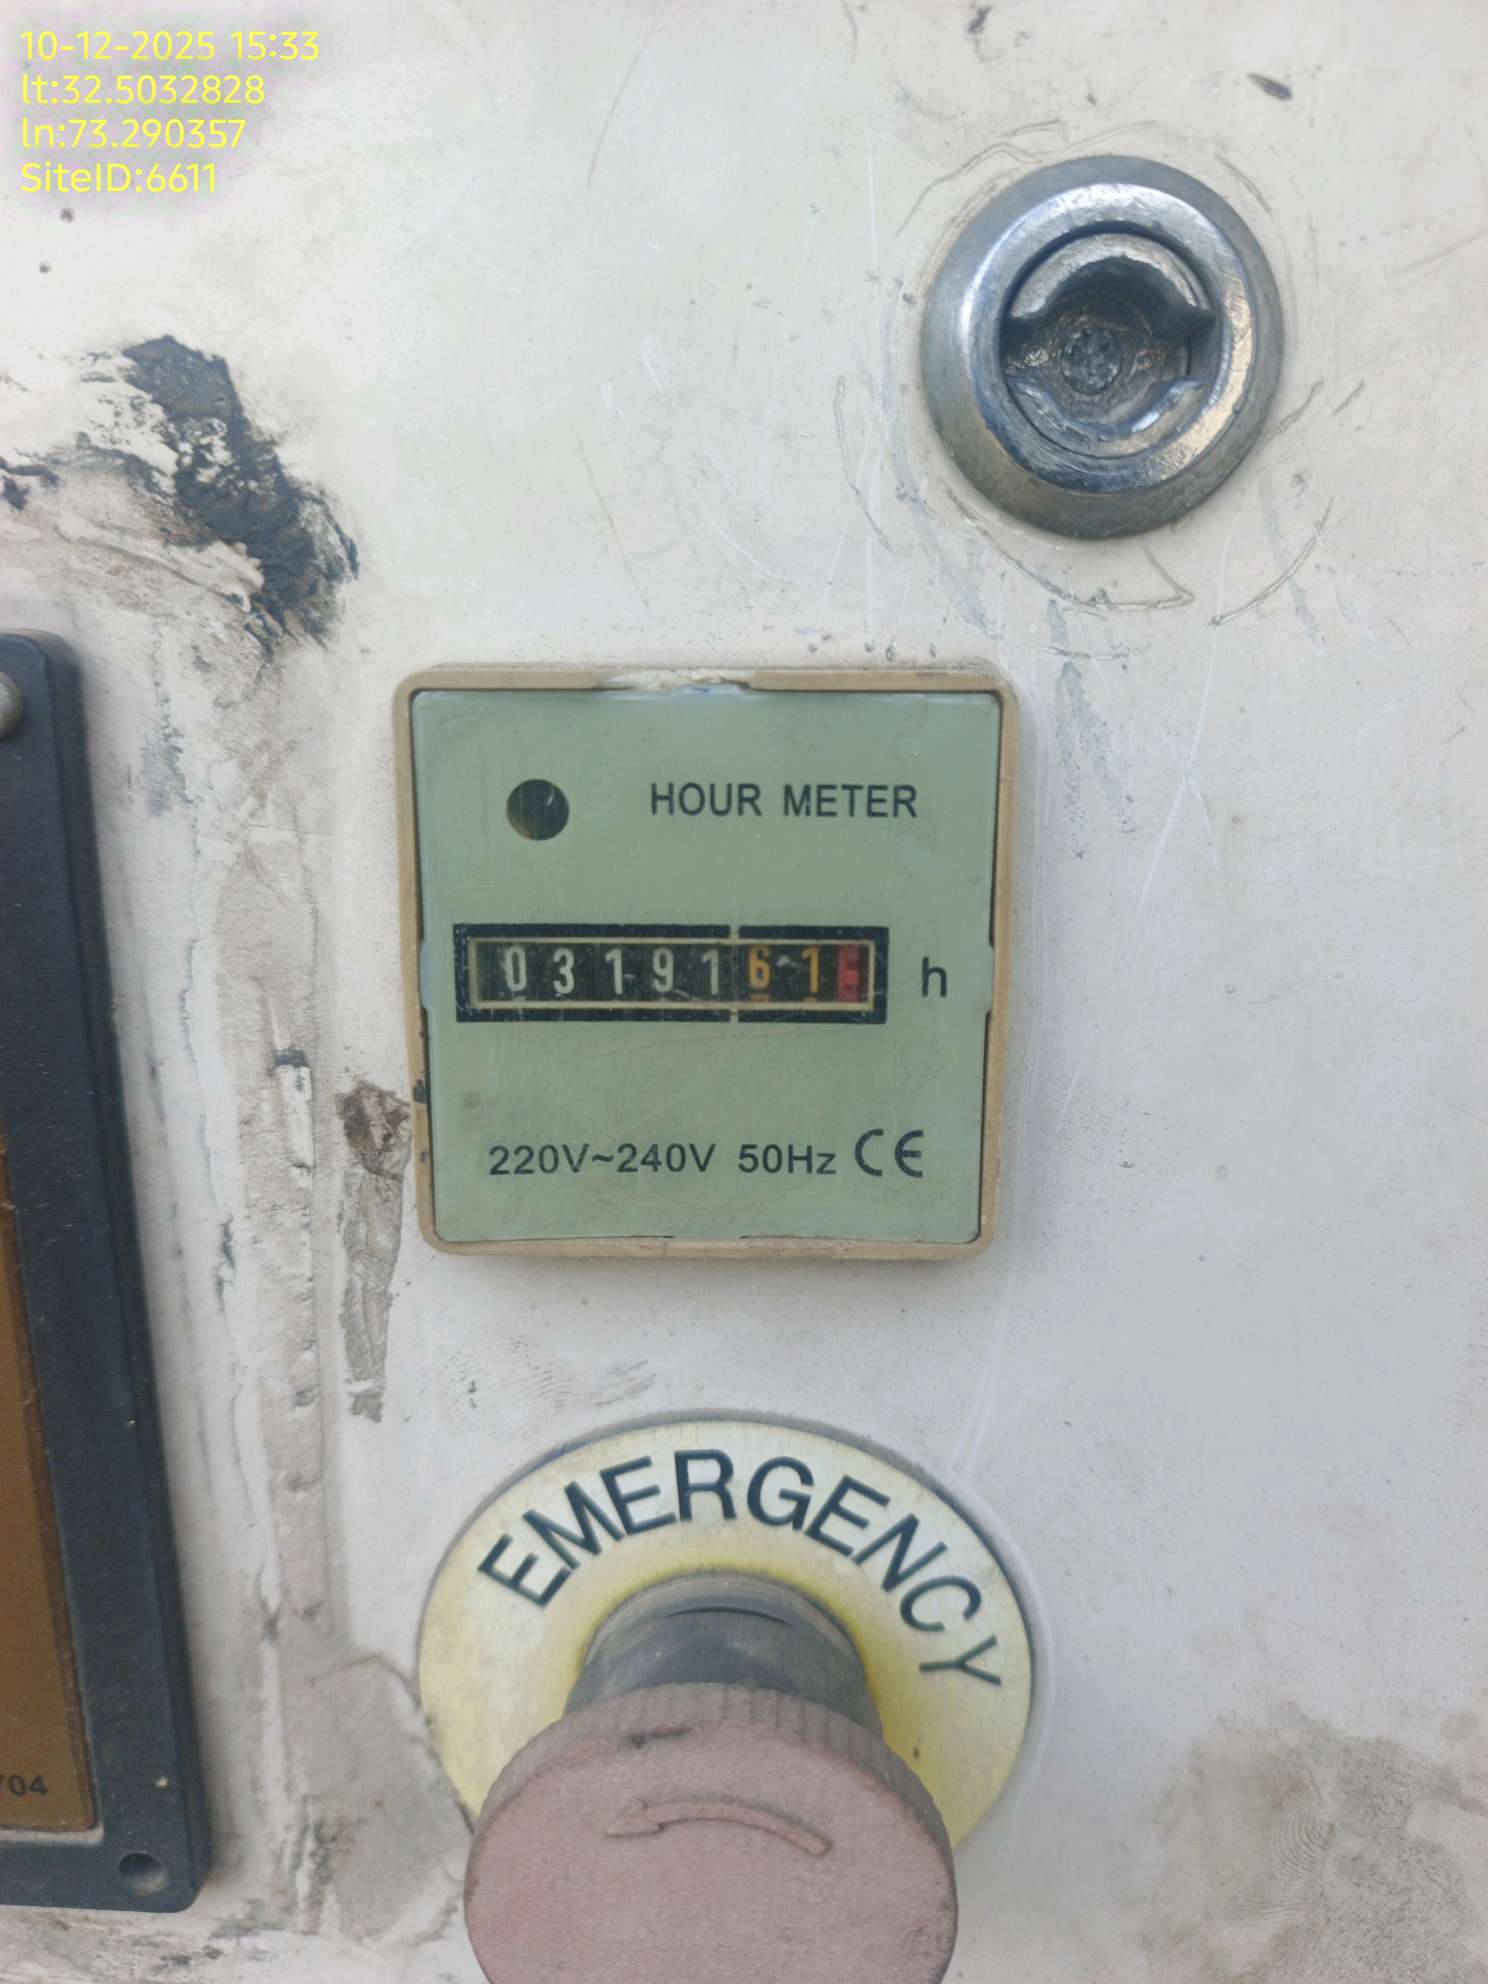 10-12-2025 15:33
lt:32.5032828
ln:73.290357
SiteID:6611
HOUR METER
0319161 h
220V~240V 50Hz CE
EMERGENCY
704